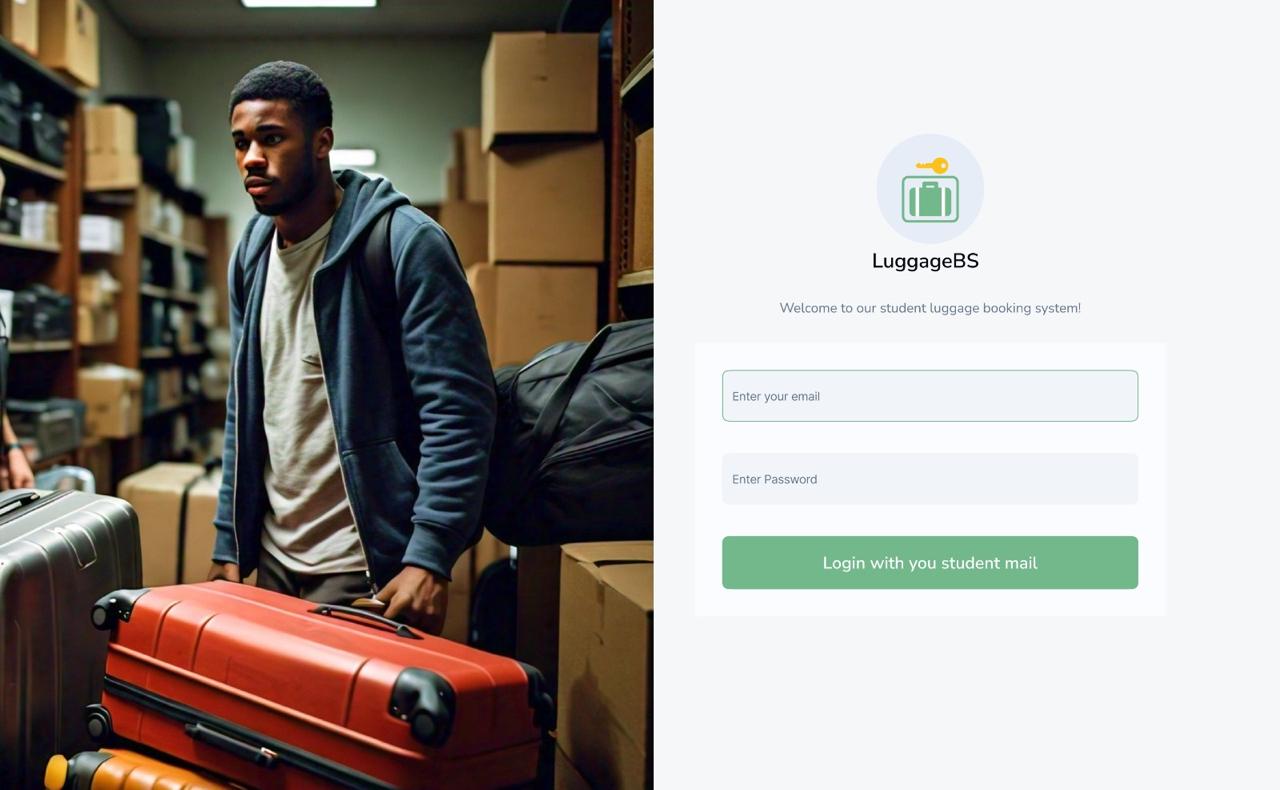 LuggageBS
Welcome to our student luggage booking system!
Enter your email
Enter Password
Login with you student mail